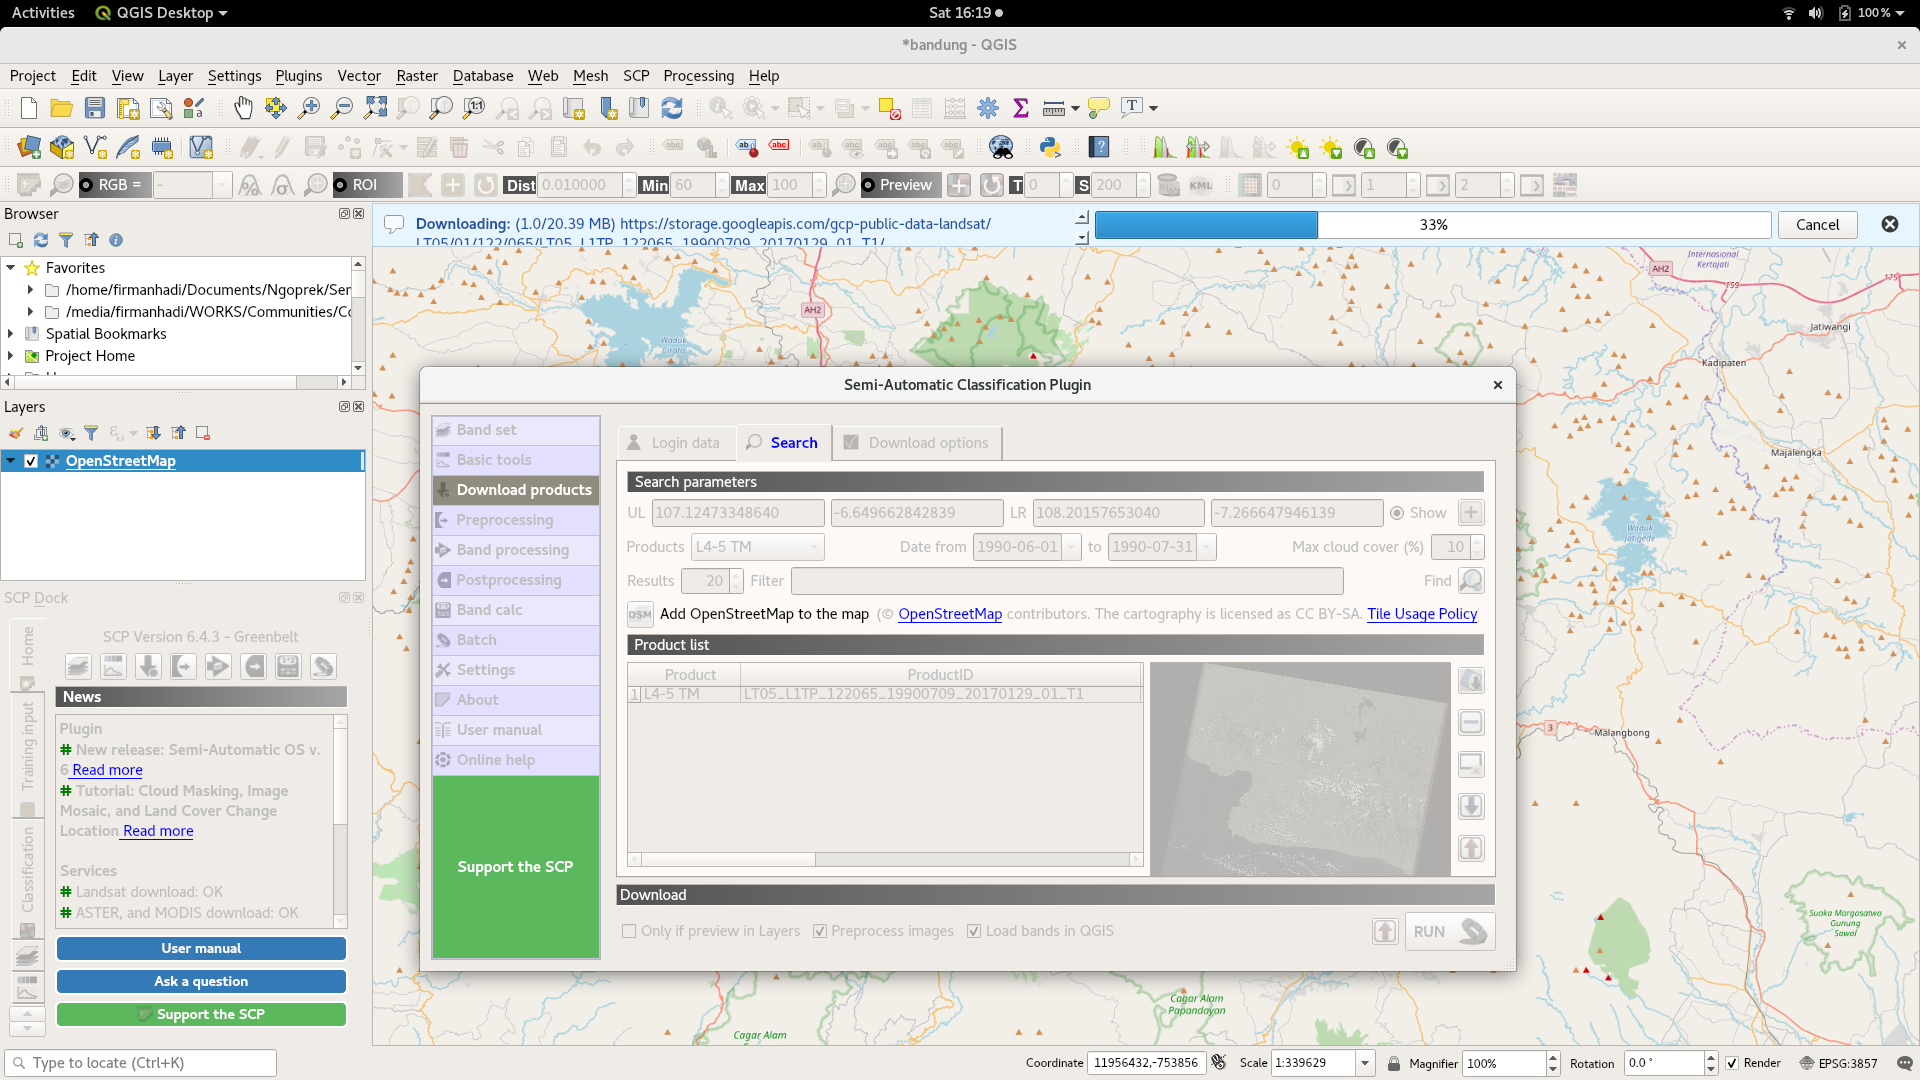 Activities QGIS Desktop Sat 16:19 100%
*bandung - QGIS
Project Edit View Layer Settings Plugins Vector Raster Database Web Mesh SCP Processing Help
RGB = - ROI Dist 0.010000 Min 60 Max 100 Preview T 0 S 200 KML 0 1 2
Browser
Downloading: (1.0/20.39 MB) https://storage.googleapis.com/gcp-public-data-landsat/
LT05/01/122/065/LT05_L1TP_122065_19900709_20170129_01_T1/
33%
Cancel
Favorites
/home/firmanhadi/Documents/Ngoprek/Ser
/media/firmanhadi/WORKS/Communities/Co
Spatial Bookmarks
Project Home
Layers
OpenStreetMap
SCP Dock
SCP Version 6.4.3 - Greenbelt
Home
Training input
Classification
News
Plugin
# New release: Semi-Automatic OS v.
6 Read more
# Tutorial: Cloud Masking, Image
Mosaic, and Land Cover Change
Location Read more
Services
# Landsat download: OK
# ASTER, and MODIS download: OK
User manual
Ask a question
Support the SCP
AH2
Waduk
Cirata
AH2
Internasional
Kertajati
159
175
Jatiwangi
Kadipaten
Majalengka
Waduk
Jatigede
3
Malangbong
Suaka Margasatwa
Gunung
Sawal
Cagar Alam
Papandayan
Cagar Alam
Semi-Automatic Classification Plugin
Band set
Basic tools
Download products
Preprocessing
Band processing
Postprocessing
Band calc
Batch
Settings
About
User manual
Online help
Support the SCP
Login data Search Download options
Search parameters
UL 107.12473348640 -6.649662842839 LR 108.20157653040 -7.266647946139 Show
Products L4-5 TM Date from 1990-06-01 to 1990-07-31 Max cloud cover (%) 10
Results 20 Filter Find
OSM Add OpenStreetMap to the map (© OpenStreetMap contributors. The cartography is licensed as CC BY-SA. Tile Usage Policy
Product list
Product ProductID
1 L4-5 TM LT05_L1TP_122065_19900709_20170129_01_T1
Download
Only if preview in Layers Preprocess images Load bands in QGIS RUN
Type to locate (Ctrl+K) Coordinate 11956432,-753856 Scale 1:339629 Magnifier 100% Rotation 0.0 ° Render EPSG:3857